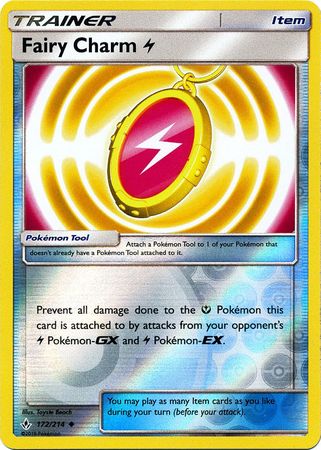 TRAINER Item
Fairy Charm
Pokémon Tool
Attach a Pokémon Tool to 1 of your Pokémon that
doesn't already have a Pokémon Tool attached to it.
Prevent all damage done to the Pokémon this
card is attached to by attacks from your opponent's
Pokémon-GX and Pokémon-EX.
Illus. Toyste Beach
172/214
©2019 Pokémon
You may play as many Item cards as you like
during your turn (before your attack).